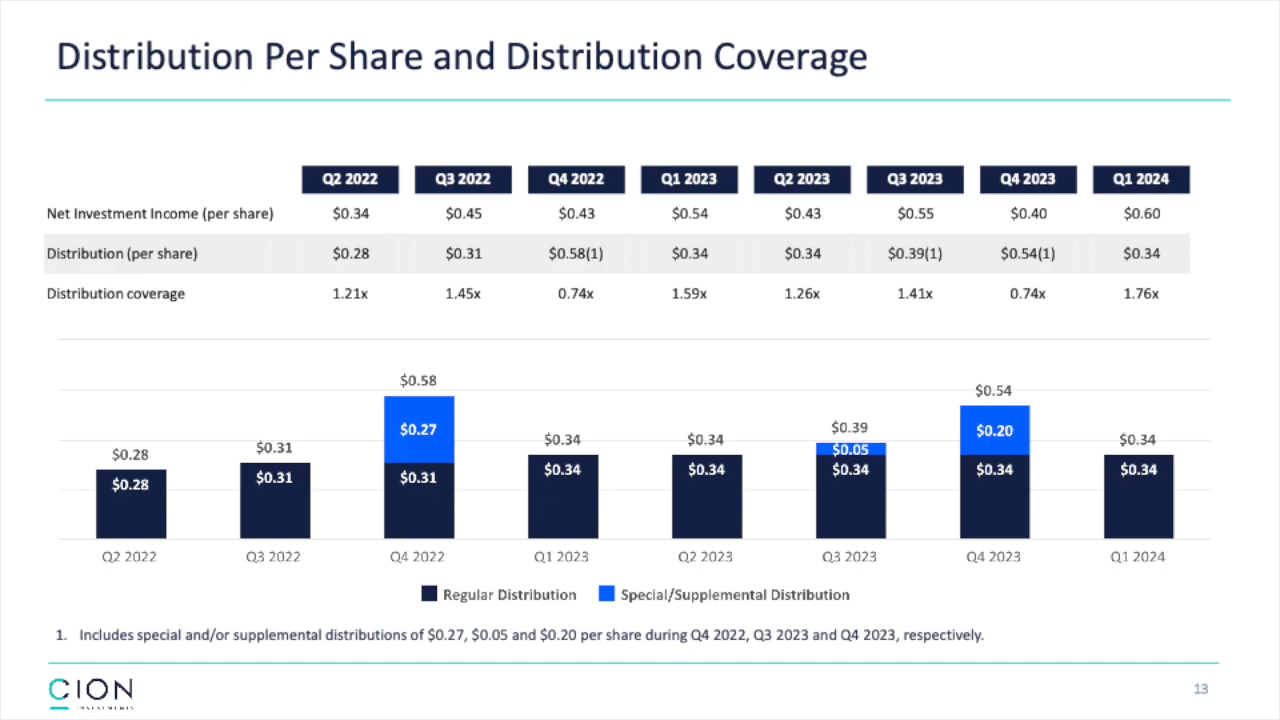 Distribution Per Share and Distribution Coverage
Q2 2022 Q3 2022 Q4 2022 Q1 2023 Q2 2023 Q3 2023 Q4 2023 Q1 2024
Net Investment Income (per share) $0.34 $0.45 $0.43 $0.54 $0.43 $0.55 $0.40 $0.60
Distribution (per share) $0.28 $0.31 $0.58(1) $0.34 $0.34 $0.39(1) $0.54(1) $0.34
Distribution coverage 1.21x 1.45x 0.74x 1.59x 1.26x 1.41x 0.74x 1.76x
$0.28 $0.31 $0.58 $0.34 $0.34 $0.39 $0.54 $0.34
$0.27 $0.05 $0.20
$0.28 $0.31 $0.31 $0.34 $0.34 $0.34 $0.34 $0.34
Q2 2022 Q3 2022 Q4 2022 Q1 2023 Q2 2023 Q3 2023 Q4 2023 Q1 2024
Regular Distribution Special/Supplemental Distribution
1. Includes special and/or supplemental distributions of $0.27, $0.05 and $0.20 per share during Q4 2022, Q3 2023 and Q4 2023, respectively.
CION
INVESTMENTS
13